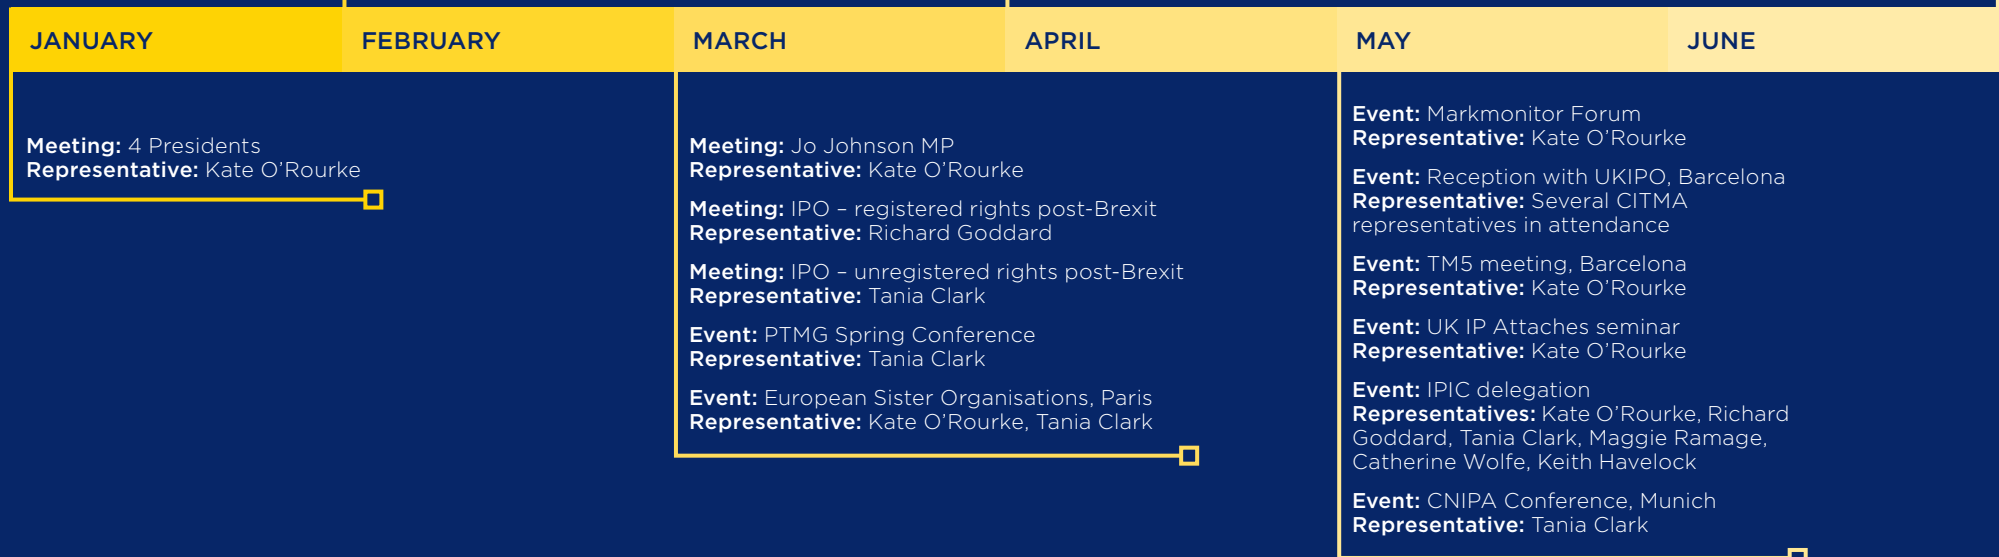 JANUARY
FEBRUARY
MARCH
APRIL
MAY
JUNE
Meeting: 4 Presidents
Representative: Kate O’Rourke
Meeting: Jo Johnson MP
Representative: Kate O’Rourke
Meeting: IPO – registered rights post-Brexit
Representative: Richard Goddard
Meeting: IPO – unregistered rights post-Brexit
Representative: Tania Clark
Event: PTMG Spring Conference
Representative: Tania Clark
Event: European Sister Organisations, Paris
Representative: Kate O’Rourke, Tania Clark
Event: Markmonitor Forum
Representative: Kate O’Rourke
Event: Reception with UKIPO, Barcelona
Representative: Several CITMA
representatives in attendance
Event: TM5 meeting, Barcelona
Representative: Kate O’Rourke
Event: UK IP Attaches seminar
Representative: Kate O’Rourke
Event: IPIC delegation
Representatives: Kate O’Rourke, Richard
Goddard, Tania Clark, Maggie Ramage,
Catherine Wolfe, Keith Havelock
Event: CNIPA Conference, Munich
Representative: Tania Clark